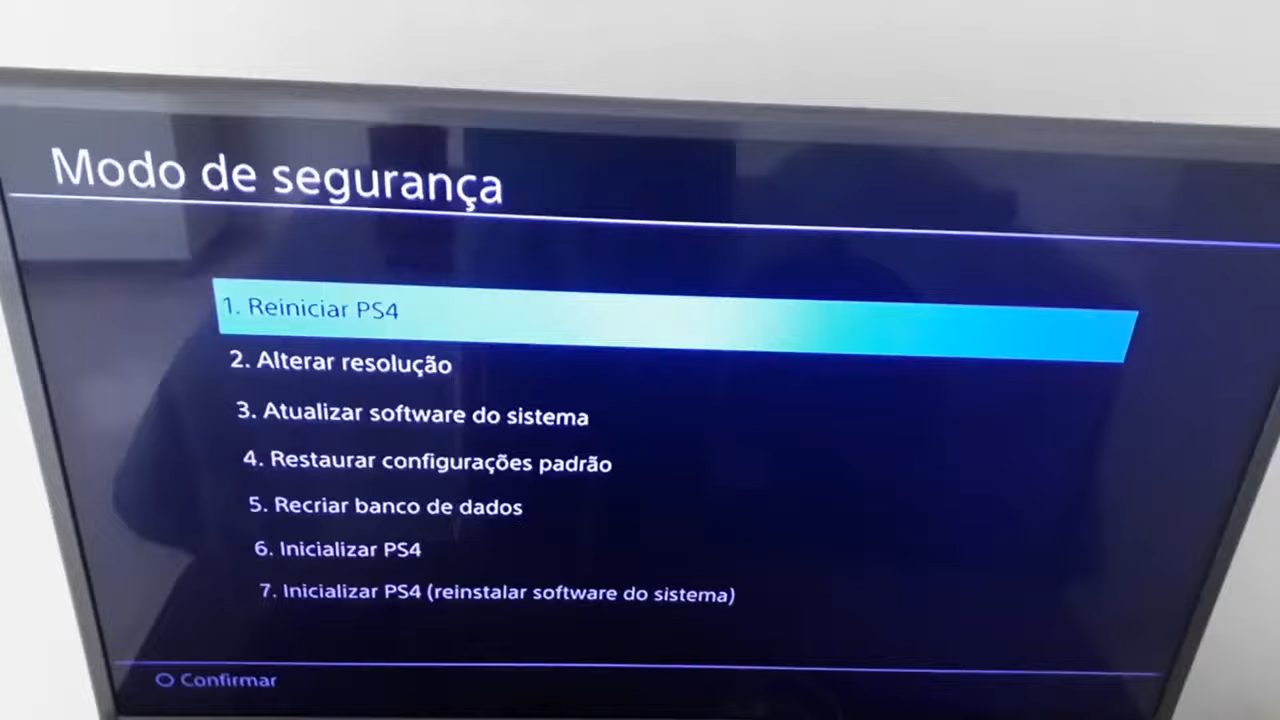 Modo de segurança
1. Reiniciar PS4
2. Alterar resolução
3. Atualizar software do sistema
4. Restaurar configurações padrão
5. Recriar banco de dados
6. Inicializar PS4
7. Inicializar PS4 (reinstalar software do sistema)
Confirmar